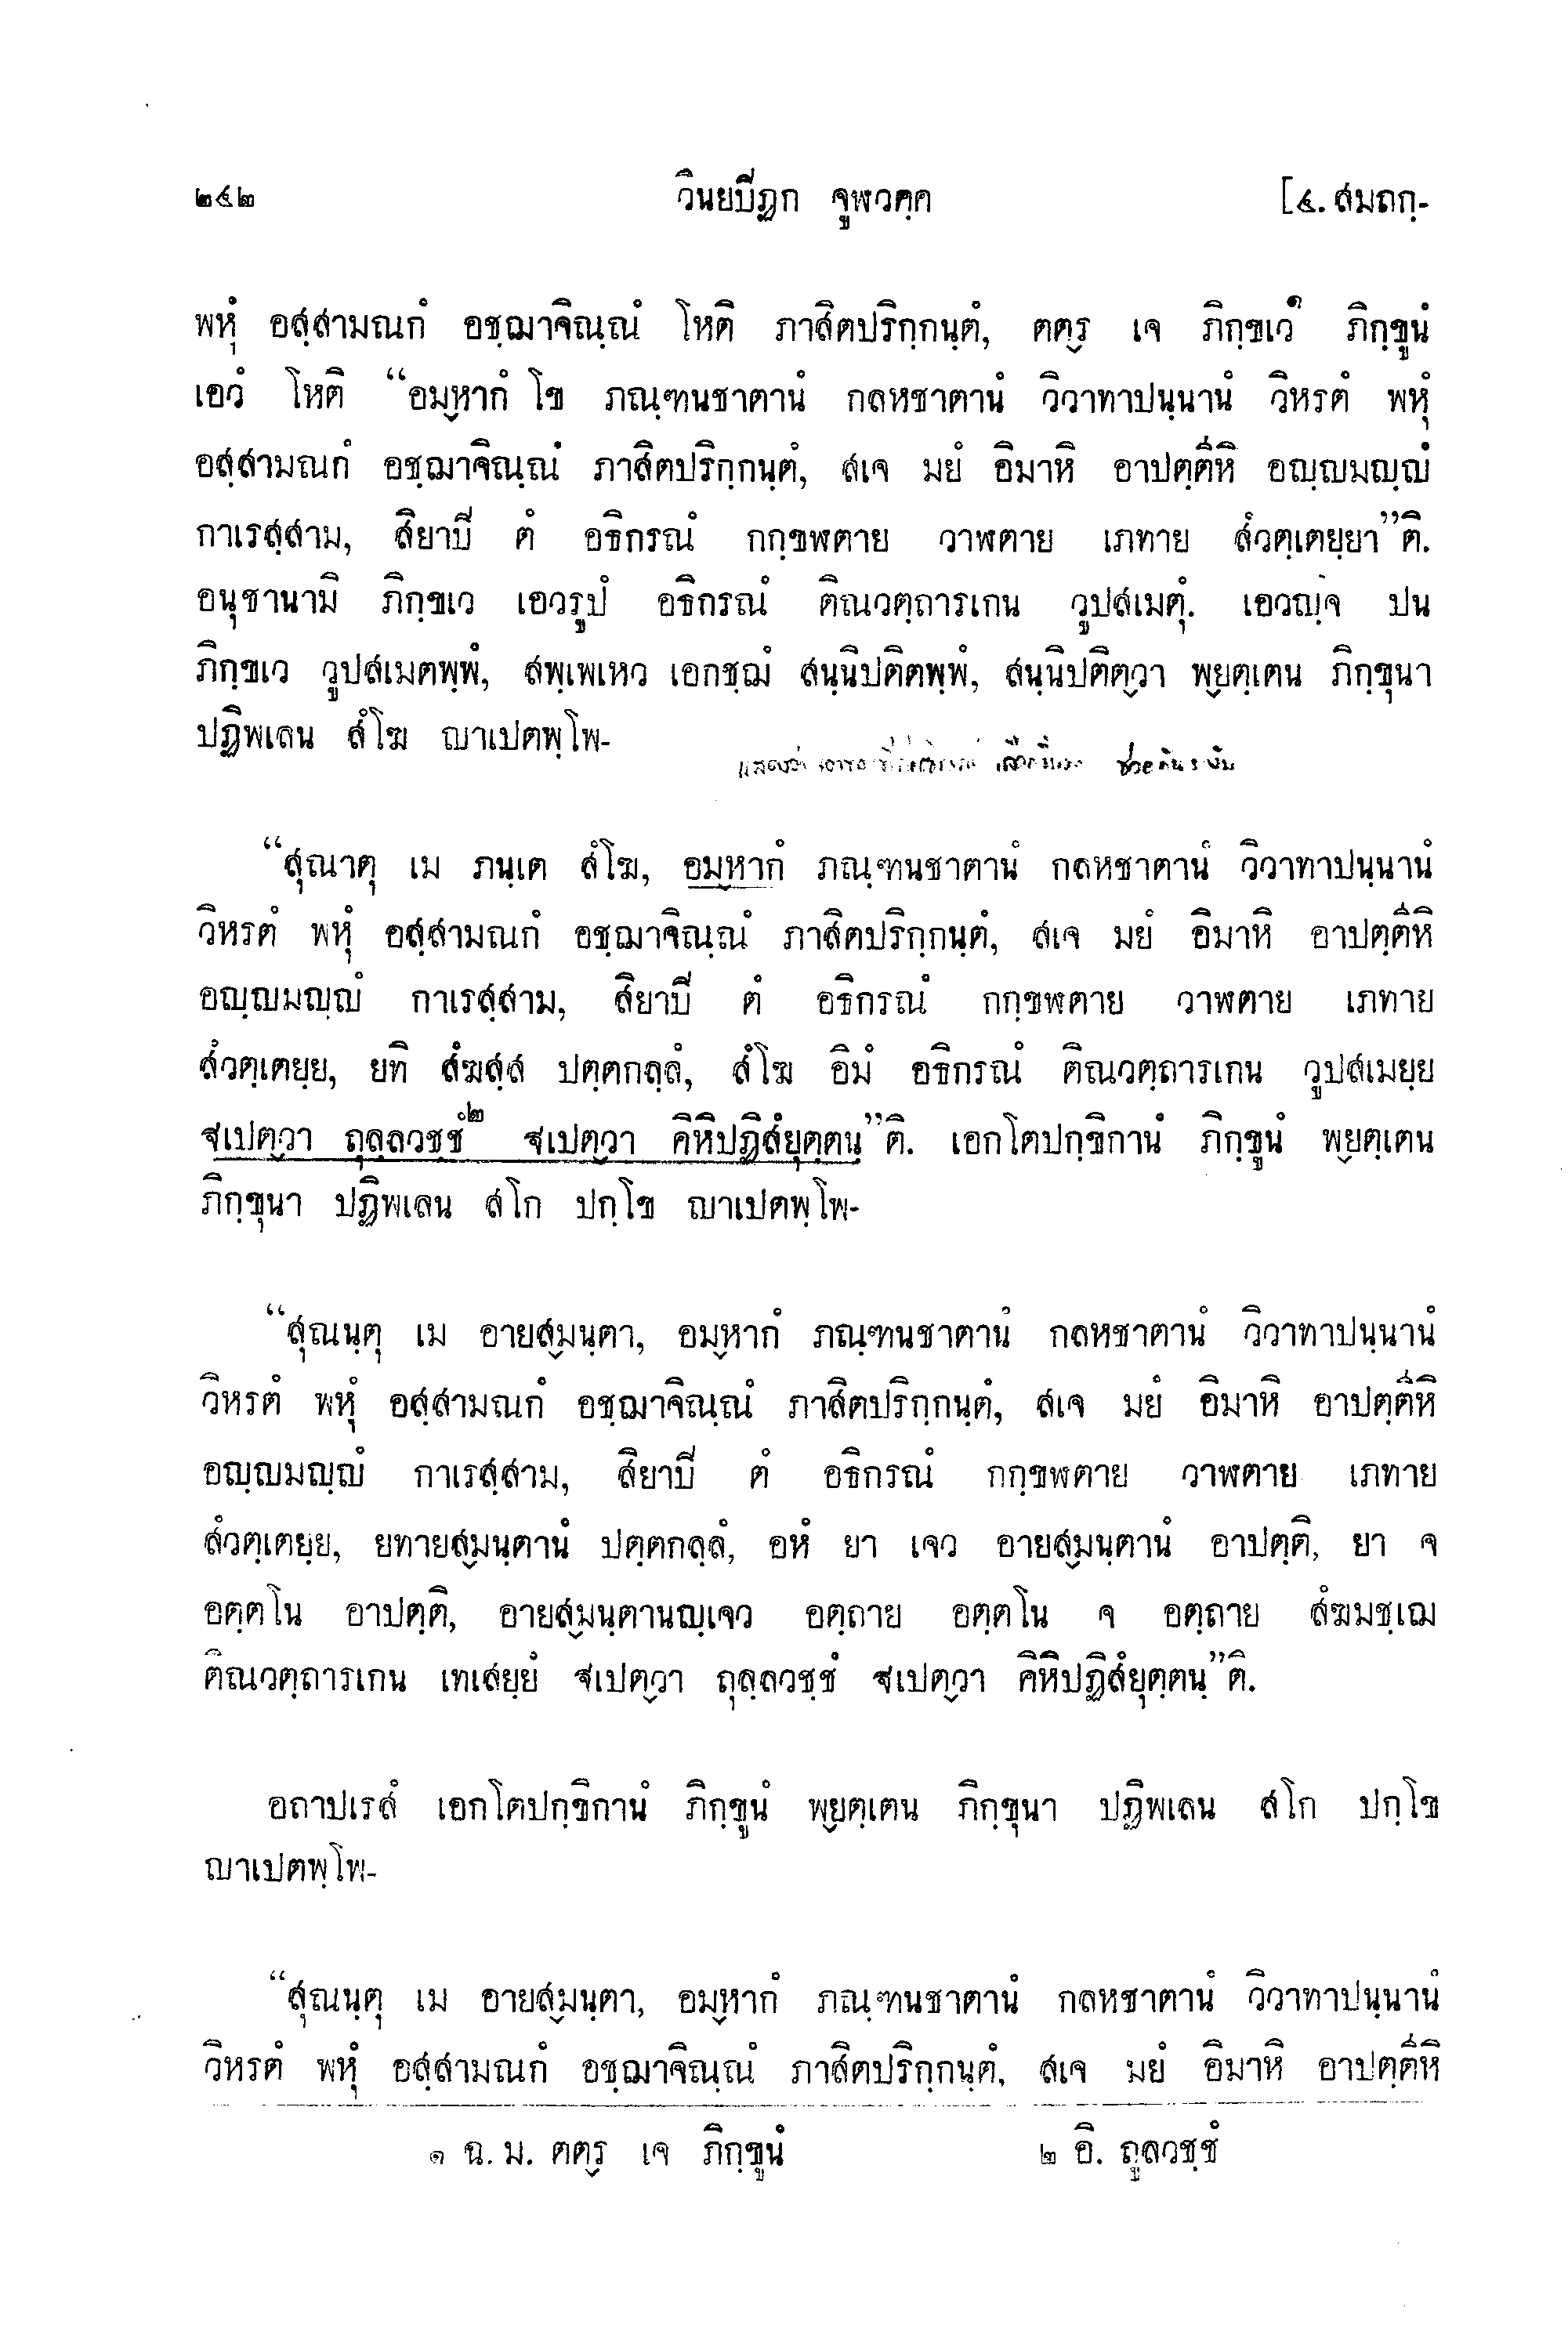 ๒๔๒ วินยปิฏก จูฬวคฺค [๔. สมถกฺ-
พหุํ อสฺสามณกํ อชฺฌาจิณฺณํ โหติ ภาสิตปริกฺกนฺตํ, ตตฺร เจ ภิกฺขเว๑ ภิกฺขูนํ
เอวํ โหติ “อมฺหากํ โข ภณฺฑนชาตานํ กลหชาตานํ วิวาทาปนฺนานํ วิหรตํ พหุํ
อสฺสามณกํ อชฺฌาจิณฺณํ ภาสิตปริกฺกนฺตํ, สเจ มยํ อิมาหิ อาปตฺตีหิ อญฺญมญฺญํ
กาเรสฺสาม, สิยาปิ ตํ อธิกรณํ กกฺขฬตาย วาฬตาย เภทาย สํวตฺเตยฺยา”ติ.
อนุชานามิ ภิกฺขเว เอวรูปํ อธิกรณํ ติณวตฺถารเกน วูปสเมตุํ. เอวญฺจ ปน
ภิกฺขเว วูปสเมตพฺพํ, สพฺเพเหว เอกชฺฌํ สนฺนิปติตพฺพํ, สนฺนิปติตฺวา พฺยตฺเตน ภิกฺขุนา
ปฏิพเลน สํโฆ ญาเปตพฺโพ-
“สุณาตุ เม ภนฺเต สํโฆ, อมฺหากํ ภณฺฑนชาตานํ กลหชาตานํ วิวาทาปนฺนานํ
วิหรตํ พหุํ อสฺสามณกํ อชฺฌาจิณฺณํ ภาสิตปริกฺกนฺตํ, สเจ มยํ อิมาหิ อาปตฺตีหิ
อญฺญมญฺญํ กาเรสฺสาม, สิยาปิ ตํ อธิกรณํ กกฺขฬตาย วาฬตาย เภทาย
สํวตฺเตยฺย, ยทิ สํฆสฺส ปตฺตกลฺลํ, สํโฆ อิมํ อธิกรณํ ติณวตฺถารเกน วูปสเมยฺย
ฐเปตฺวา ถุลฺลวชฺชํ๒ ฐเปตฺวา คิหิปฏิสํยุตฺตนฺ”ติ. เอกโตปกฺขิกานํ ภิกฺขูนํ พฺยตฺเตน
ภิกฺขุนา ปฏิพเลน สโก ปกฺโข ญาเปตพฺโพ-
“สุณนฺตุ เม อายสฺมนฺตา, อมฺหากํ ภณฺฑนชาตานํ กลหชาตานํ วิวาทาปนฺนานํ
วิหรตํ พหุํ อสฺสามณกํ อชฺฌาจิณฺณํ ภาสิตปริกฺกนฺตํ, สเจ มยํ อิมาหิ อาปตฺตีหิ
อญฺญมญฺญํ กาเรสฺสาม, สิยาปิ ตํ อธิกรณํ กกฺขฬตาย วาฬตาย เภทาย
สํวตฺเตยฺย, ยทายสฺมนฺตานํ ปตฺตกลฺลํ, อหํ ยา เจว อายสฺมนฺตานํ อาปตฺติ, ยา จ
อตฺตโน อาปตฺติ, อายสฺมนฺตานญฺเจว อตฺถาย อตฺตโน จ อตฺถาย สํฆมชฺเฌ
ติณวตฺถารเกน เทเสยฺยํ ฐเปตฺวา ถุลฺลวชฺชํ ฐเปตฺวา คิหิปฏิสํยุตฺตนฺ”ติ.
อถาปเรสํ เอกโตปกฺขิกานํ ภิกฺขูนํ พฺยตฺเตน ภิกฺขุนา ปฏิพเลน สโก ปกฺโข
ญาเปตพฺโพ-
“สุณนฺตุ เม อายสฺมนฺตา, อมฺหากํ ภณฺฑนชาตานํ กลหชาตานํ วิวาทาปนฺนานํ
วิหรตํ พหุํ อสฺสามณกํ อชฺฌาจิณฺณํ ภาสิตปริกฺกนฺตํ, สเจ มยํ อิมาหิ อาปตฺตีหิ
๑ ฉ. ม. ตตฺร เจ ภิกฺขูนํ ๒ อิ. ถูลวชฺชํ